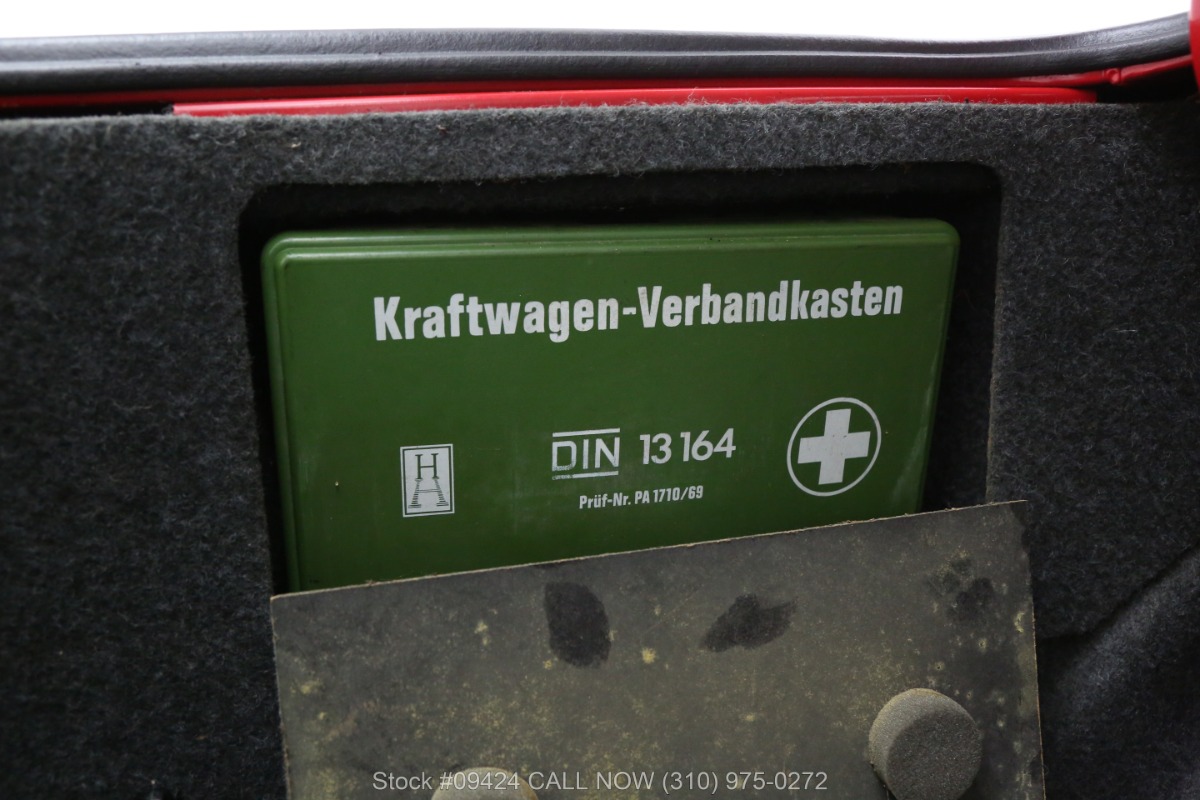 Kraftwagen-Verbandkasten
H
A
DIN 13 164
Prüf-Nr. PA 1710/69
Stock #09424 CALL NOW (310) 975-0272